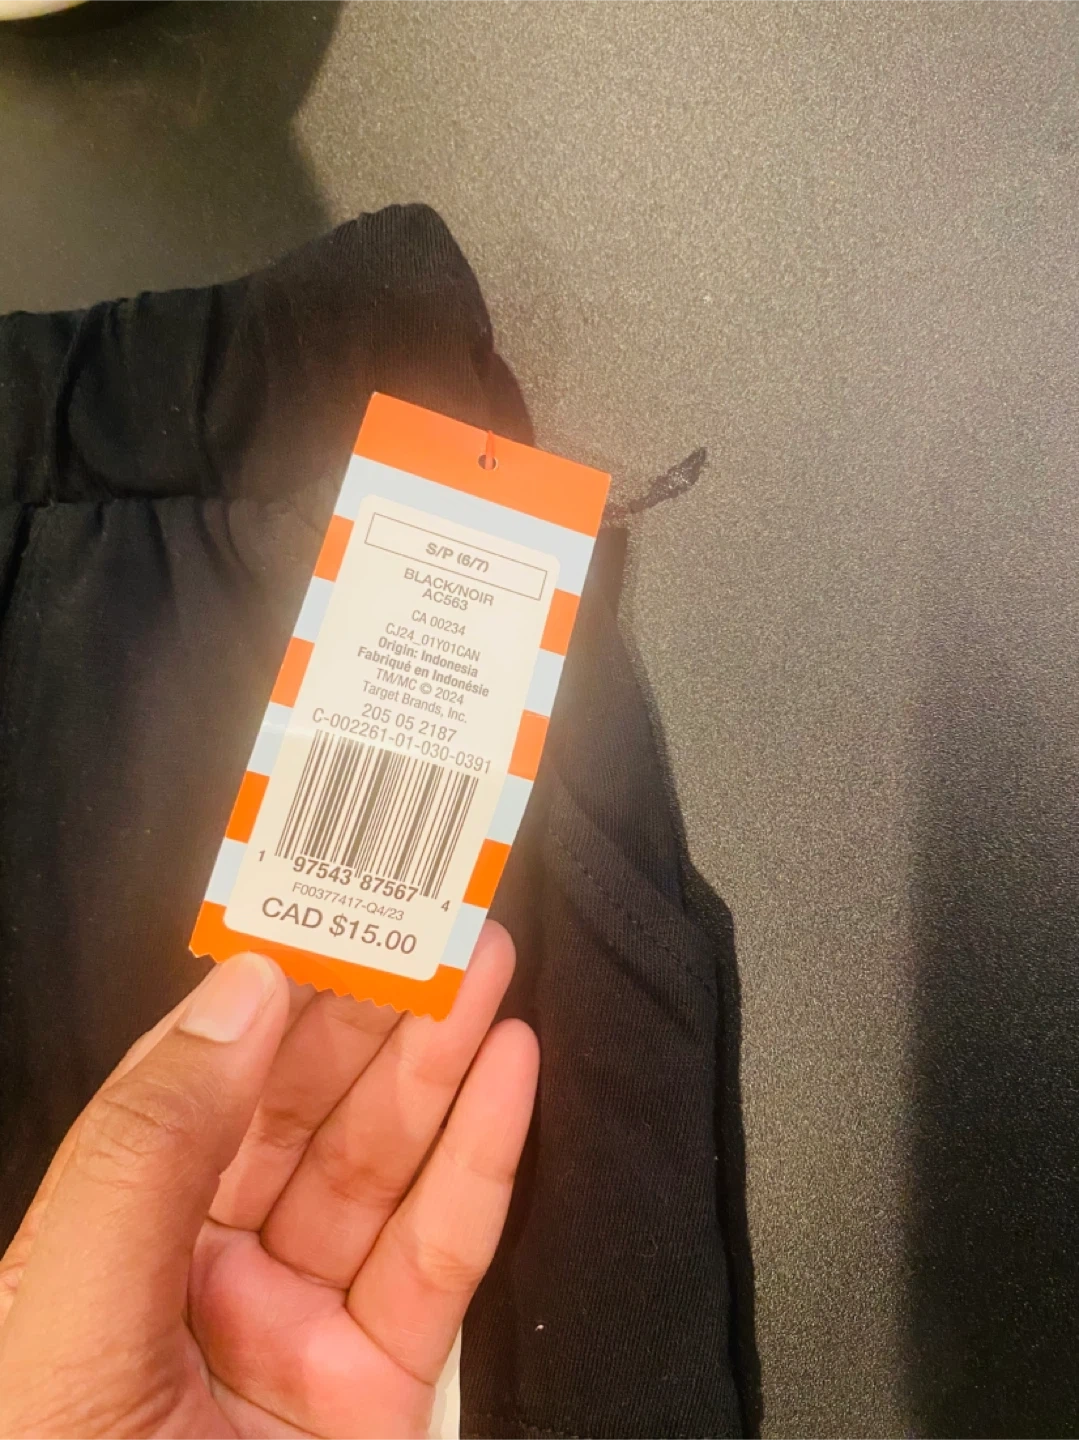 S/P (6/7)
BLACK/NOIR
AC563
CA 00234
CJ24_01Y01CAN
Origin: Indonesia
Fabriqué en Indonésie
TM/MC © 2024
Target Brands, Inc.
205 05 2187
C-002261-01-030-0391
1 97543 87567 4
F00377417-Q4/23
CAD $15.00